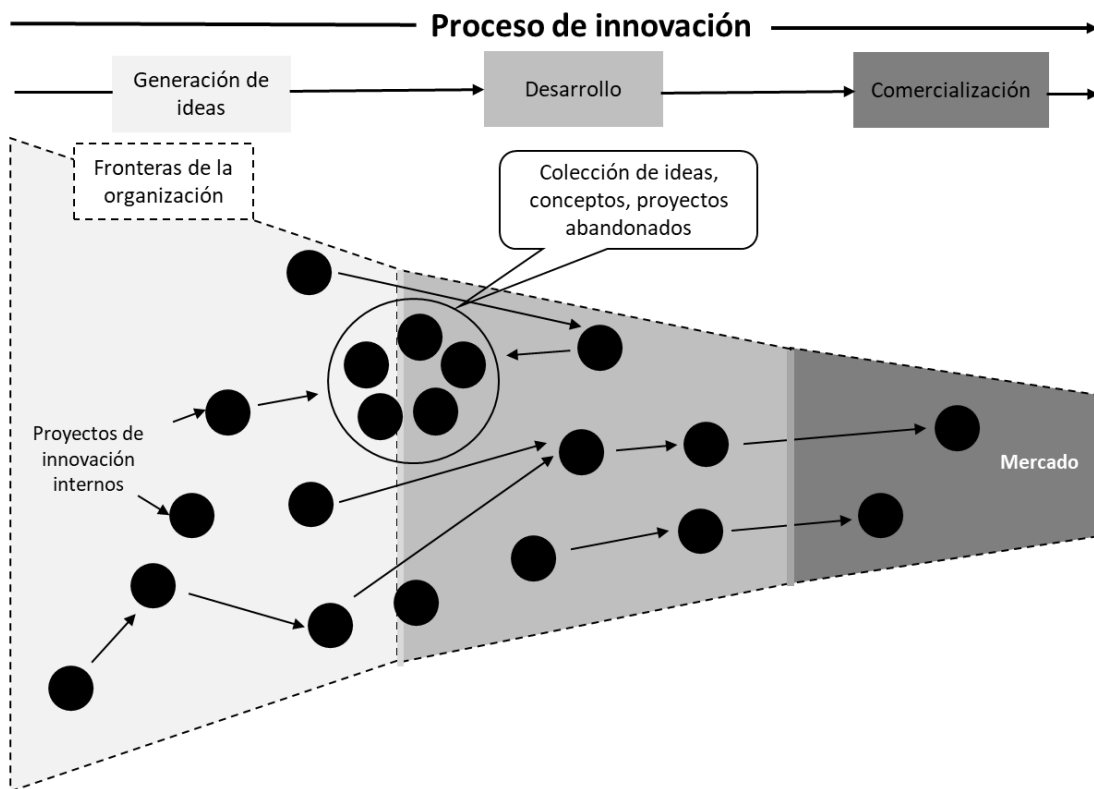 Proceso de innovación
Generación de
ideas
Desarrollo
Comercialización
Fronteras de la
organización
Colección de ideas,
conceptos, proyectos
abandonados
Proyectos de
innovación
internos
Mercado